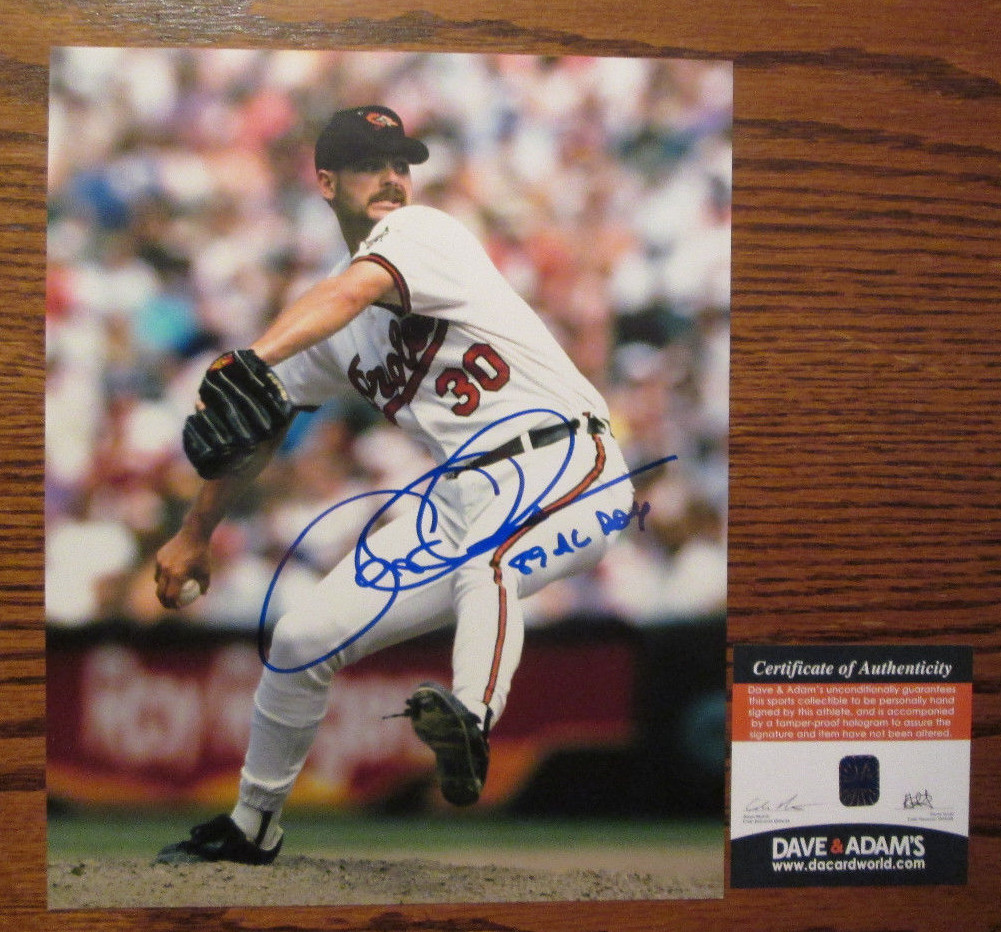 Orioles
30
89 AL ROY
Certificate of Authenticity
Dave & Adam's unconditionally guarantees
this sports collectible to be personally hand
signed by this athlete, and is accompanied
by a tamper-proof hologram to assure the
signature and item have not been altered.
DAVE & ADAM'S
www.dacardworld.com